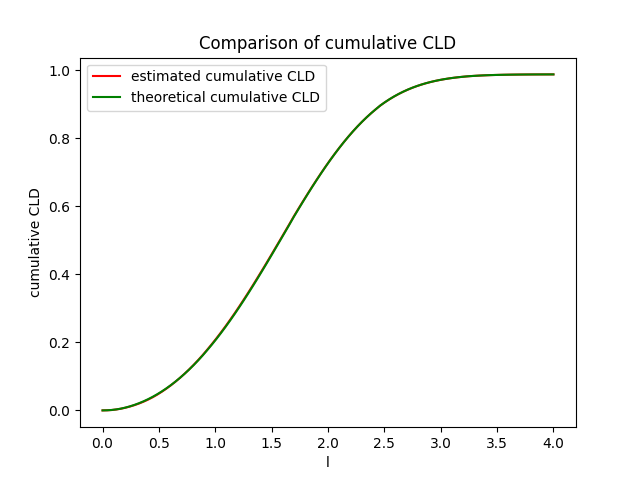 Comparison of cumulative CLD
estimated cumulative CLD
theoretical cumulative CLD
cumulative CLD
1.0
0.8
0.6
0.4
0.2
0.0
0.0 0.5 1.0 1.5 2.0 2.5 3.0 3.5 4.0
l